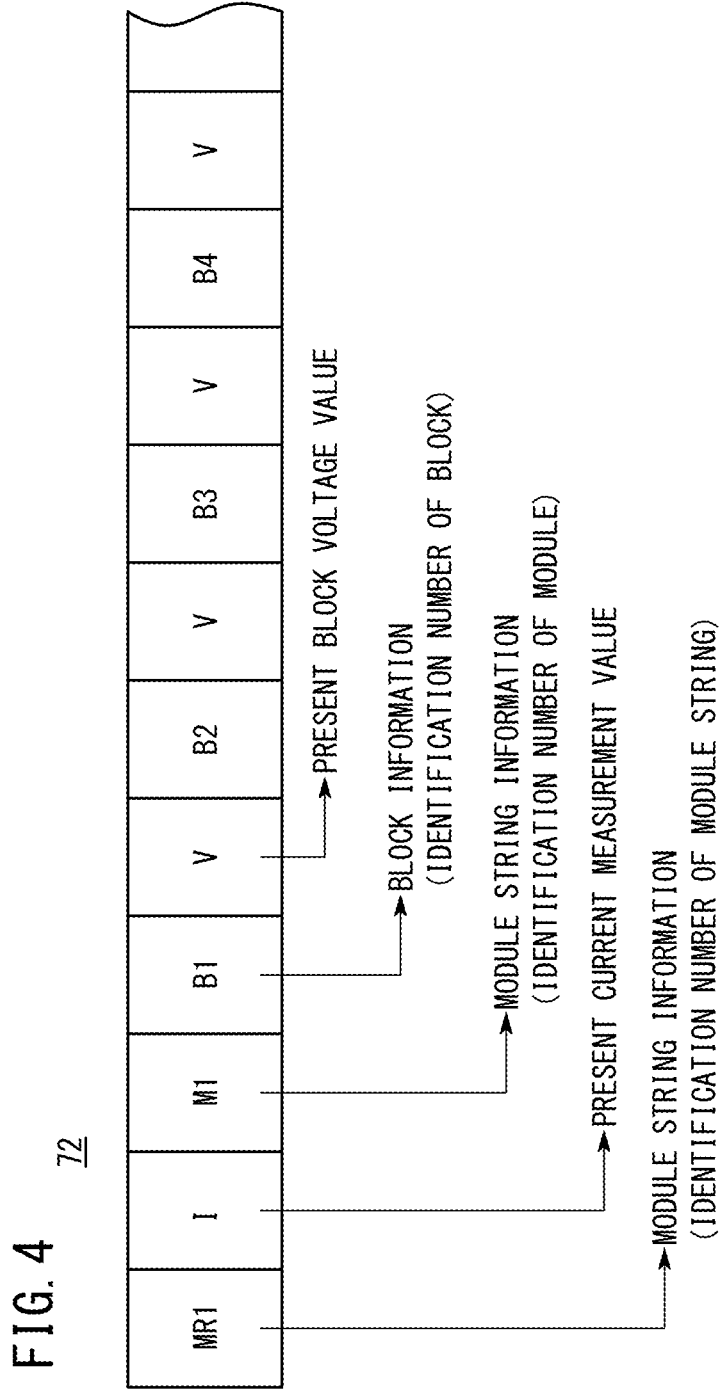 FIG. 4
72
MR1
I
M1
B1
V
B2
V
B3
V
B4
V
PRESENT BLOCK VOLTAGE VALUE
BLOCK INFORMATION
(IDENTIFICATION NUMBER OF BLOCK)
MODULE STRING INFORMATION
(IDENTIFICATION NUMBER OF MODULE)
PRESENT CURRENT MEASUREMENT VALUE
MODULE STRING INFORMATION
(IDENTIFICATION NUMBER OF MODULE STRING)